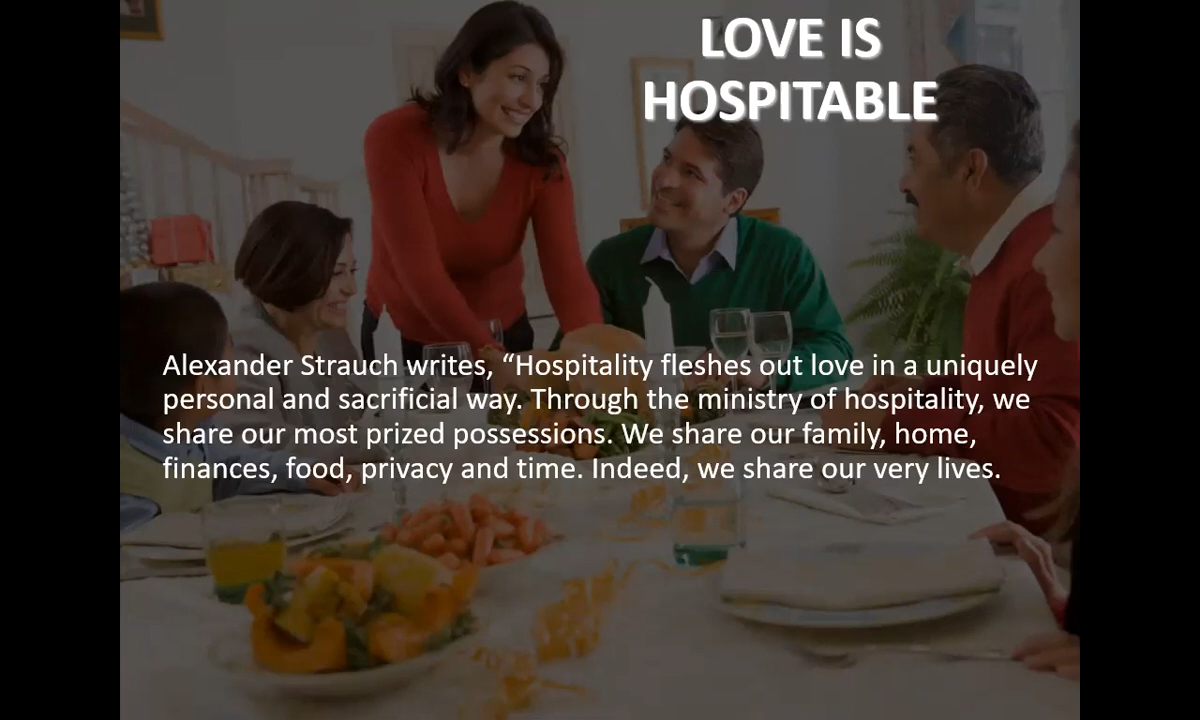 LOVE IS
HOSPITABLE
Alexander Strauch writes, “Hospitality fleshes out love in a uniquely
personal and sacrificial way. Through the ministry of hospitality, we
share our most prized possessions. We share our family, home,
finances, food, privacy and time. Indeed, we share our very lives.